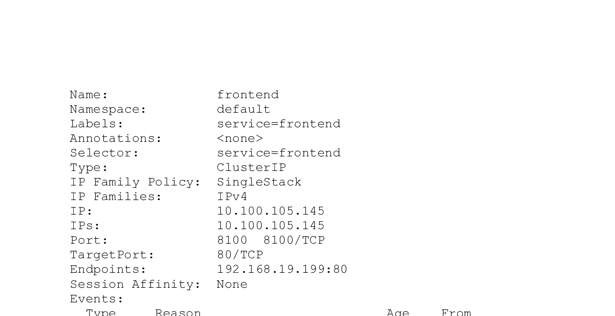 Name:              frontend
Namespace:         default
Labels:            service=frontend
Annotations:       <none>
Selector:          service=frontend
Type:              ClusterIP
IP Family Policy:  SingleStack
IP Families:       IPv4
IP:                10.100.105.145
IPs:               10.100.105.145
Port:              8100  8100/TCP
TargetPort:        80/TCP
Endpoints:         192.168.19.199:80
Session Affinity:  None
Events:
  Type     Reason                        Age    From